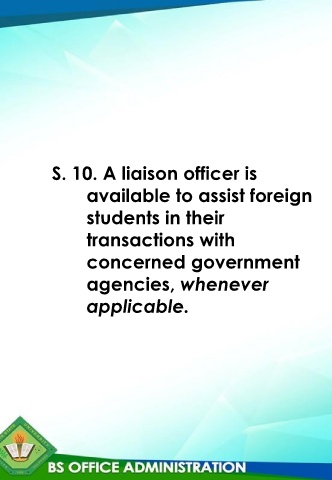 S. 10. A liaison officer is
available to assist foreign
students in their
transactions with
concerned government
agencies, whenever
applicable.
BS OFFICE ADMINISTRATION